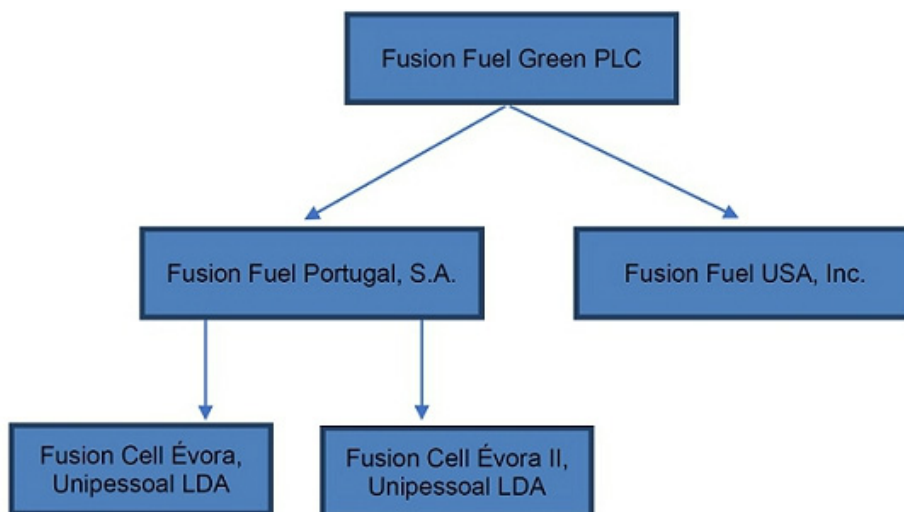 Fusion Fuel Green PLC
Fusion Fuel Portugal, S.A.
Fusion Fuel USA, Inc.
Fusion Cell Évora,
Unipessoal LDA
Fusion Cell Évora II,
Unipessoal LDA